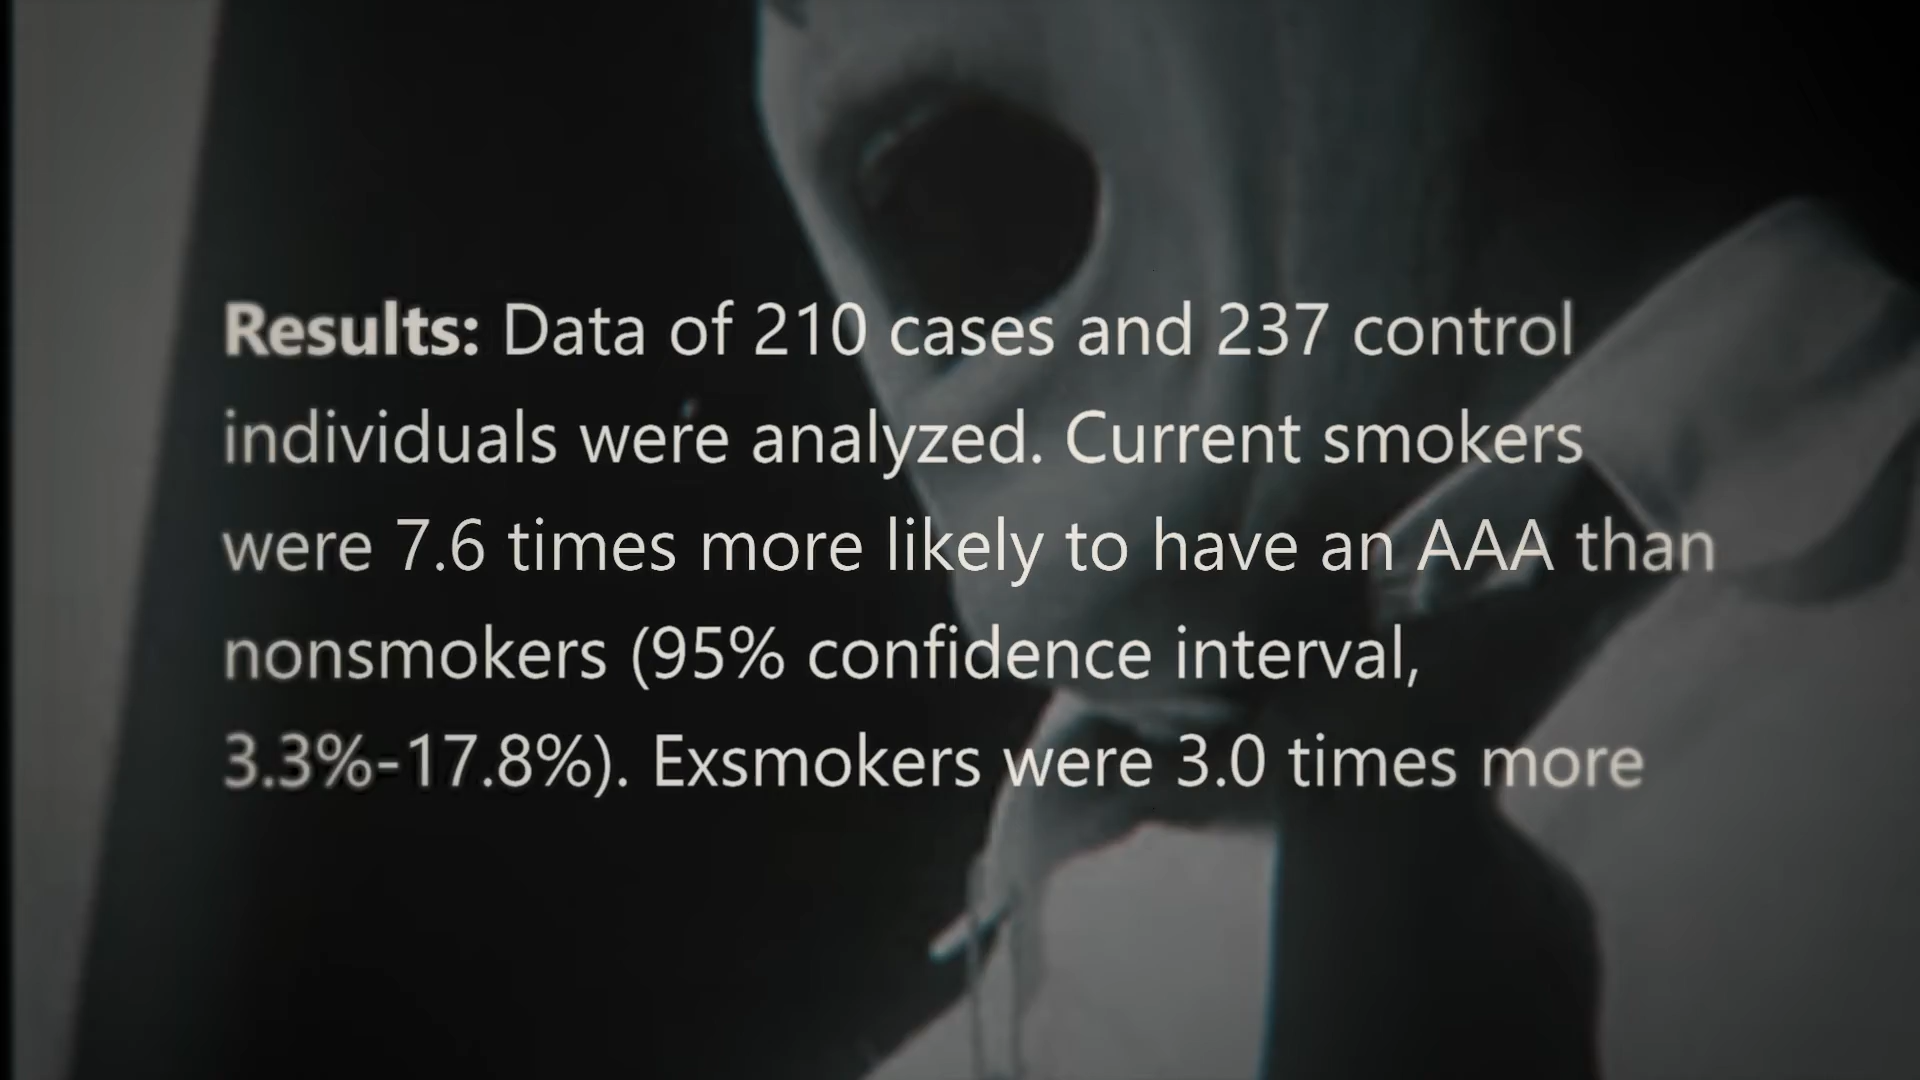 Results: Data of 210 cases and 237 control
individuals were analyzed. Current smokers
were 7.6 times more likely to have an AAA than
nonsmokers (95% confidence interval,
3.3%-17.8%). Exsmokers were 3.0 times more